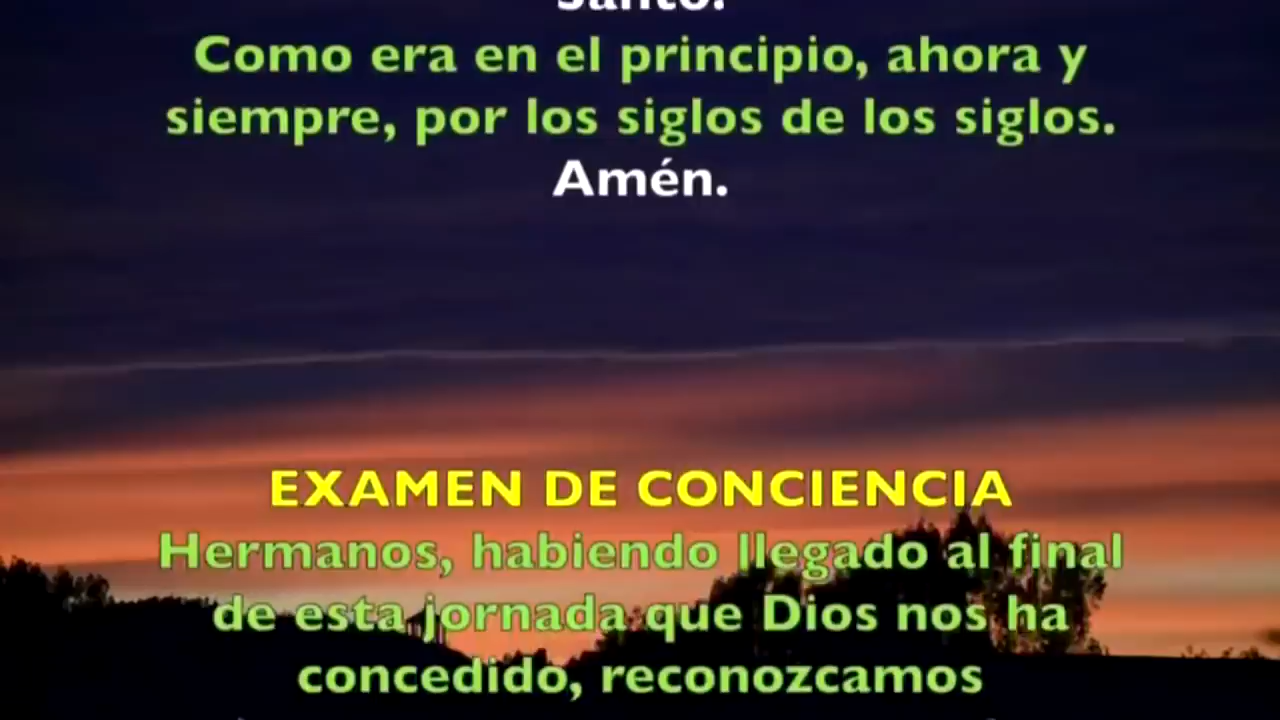 Santo.
Como era en el principio, ahora y
siempre, por los siglos de los siglos.
Amén.
EXAMEN DE CONCIENCIA
Hermanos, habiendo llegado al final
de esta jornada que Dios nos ha
concedido, reconozcamos